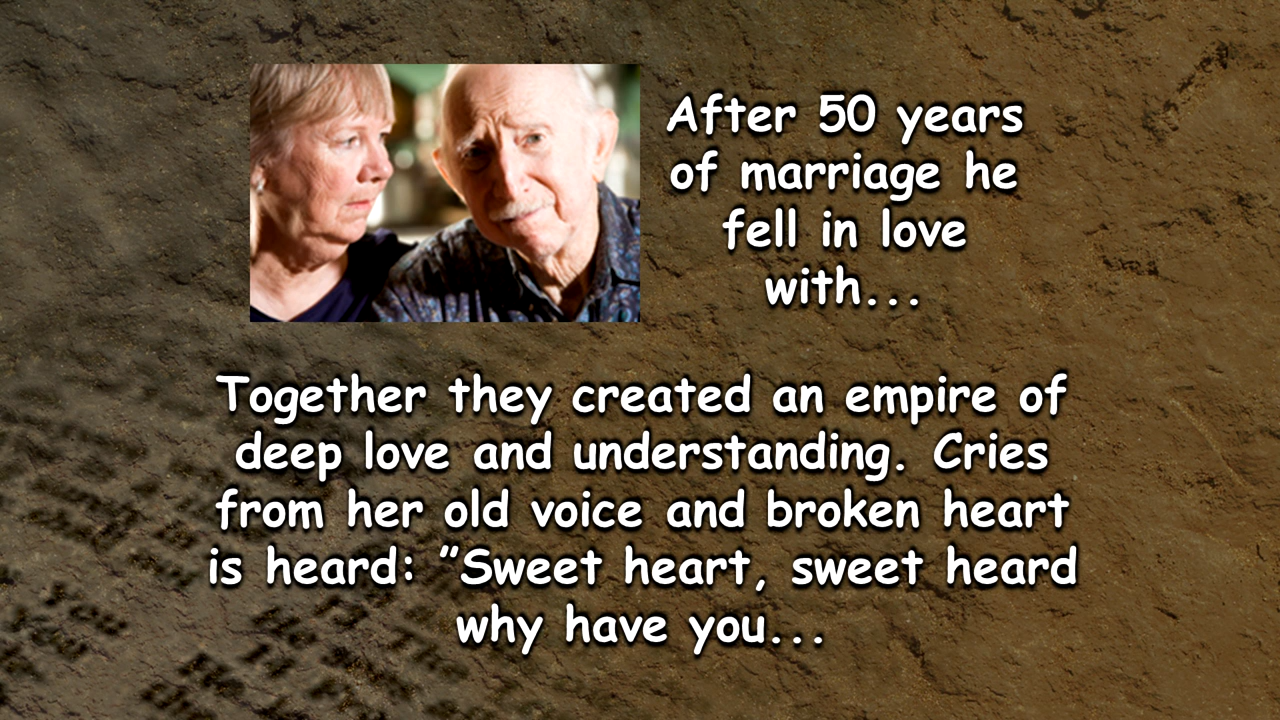 After 50 years
of marriage he
fell in love
with...
Together they created an empire of
deep love and understanding. Cries
from her old voice and broken heart
is heard: ”Sweet heart, sweet heard
why have you...